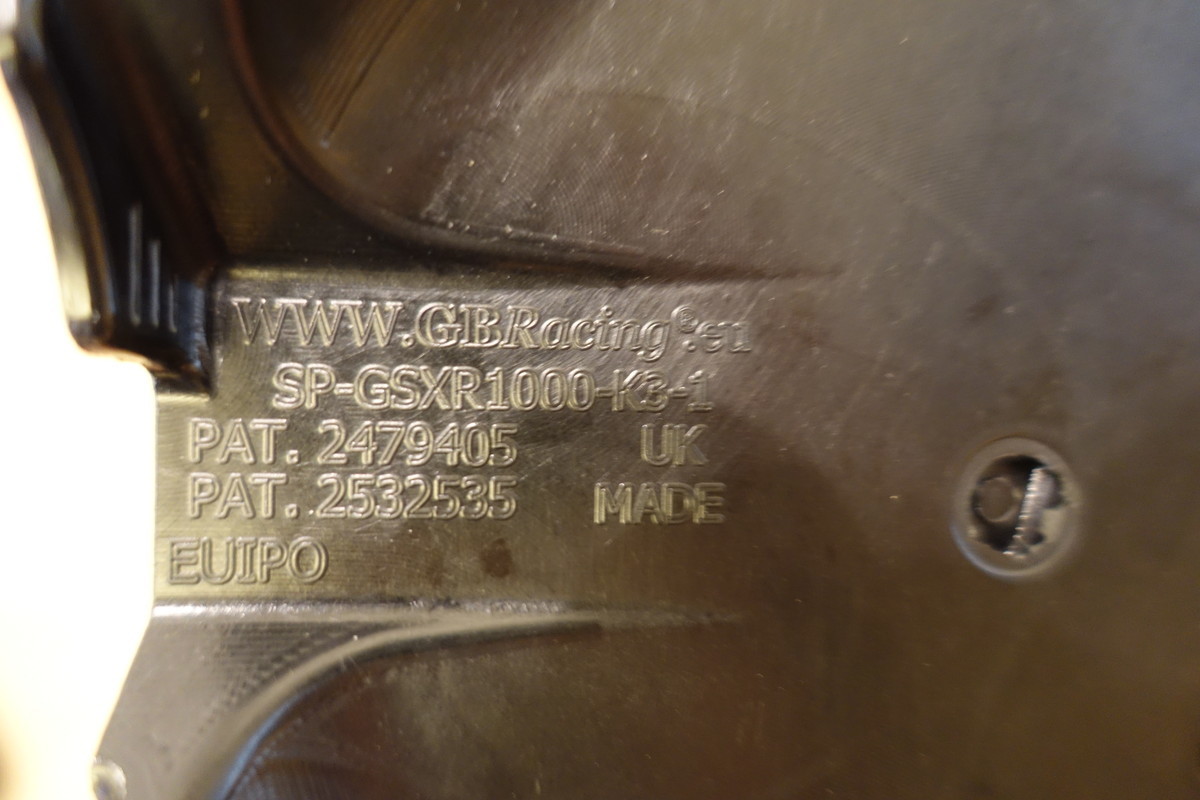 WWW.GBRacing®.eu
SP-GSXR1000-K3-1
PAT. 2479405 UK
PAT. 2532535 MADE
EUIPO